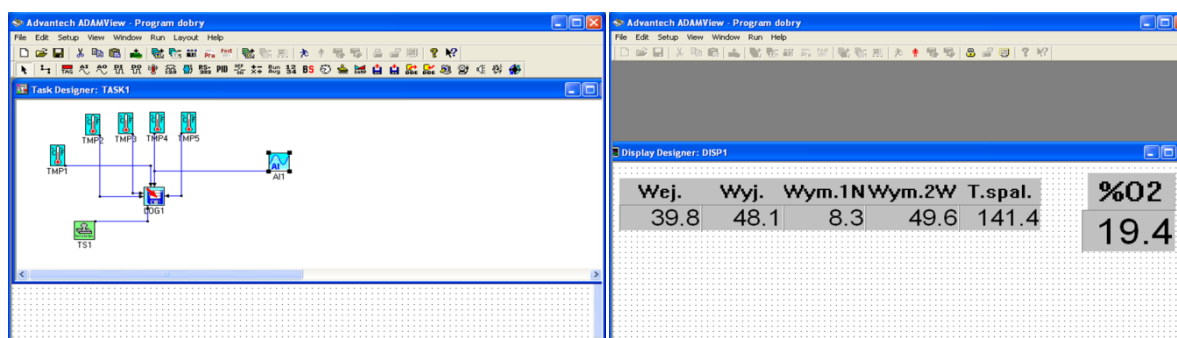 Advantech ADAMView - Program dobry
File Edit Setup View Window Run Layout Help
Task Designer: TASK1
TMP2 TMP3 TMP4 TMP5
TMP1
AI1
LOG1
TS1
Advantech ADAMView - Program dobry
File Edit Setup View Window Run Help
Display Designer: DISP1
Wej. Wyj. Wym.1N Wym.2W T.spal. %O2
39.8 48.1 8.3 49.6 141.4 19.4